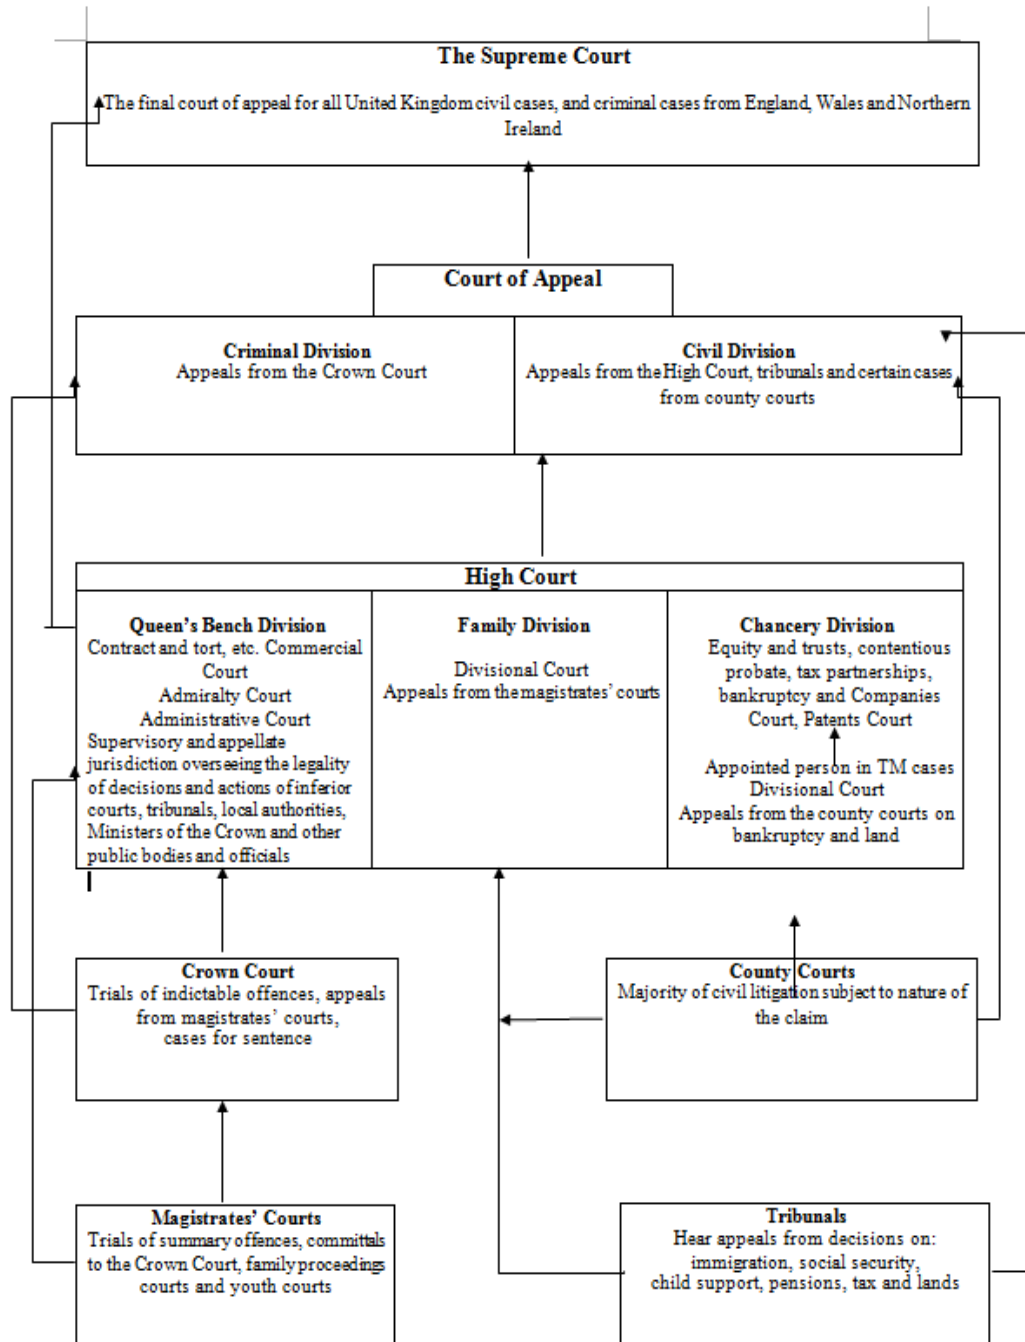 The Supreme Court
The final court of appeal for all United Kingdom civil cases, and criminal cases from England, Wales and Northern
Ireland
Court of Appeal
Criminal Division
Appeals from the Crown Court
Civil Division
Appeals from the High Court, tribunals and certain cases
from county courts
High Court
Queen's Bench Division
Contract and tort, etc. Commercial
Court
Admiralty Court
Administrative Court
Supervisory and appellate
jurisdiction overseeing the legality
of decisions and actions of inferior
courts, tribunals, local authorities,
Ministers of the Crown and other
public bodies and officials
Family Division
Divisional Court
Appeals from the magistrates' courts
Chancery Division
Equity and trusts, contentious
probate, tax partnerships,
bankruptcy and Companies
Court, Patents Court
Appointed person in TM cases
Divisional Court
Appeals from the county courts on
bankruptcy and land
Crown Court
Trials of indictable offences, appeals
from magistrates' courts,
cases for sentence
County Courts
Majority of civil litigation subject to nature of
the claim
Magistrates' Courts
Trials of summary offences, committals
to the Crown Court, family proceedings
courts and youth courts
Tribunals
Hear appeals from decisions on:
immigration, social security,
child support, pensions, tax and lands